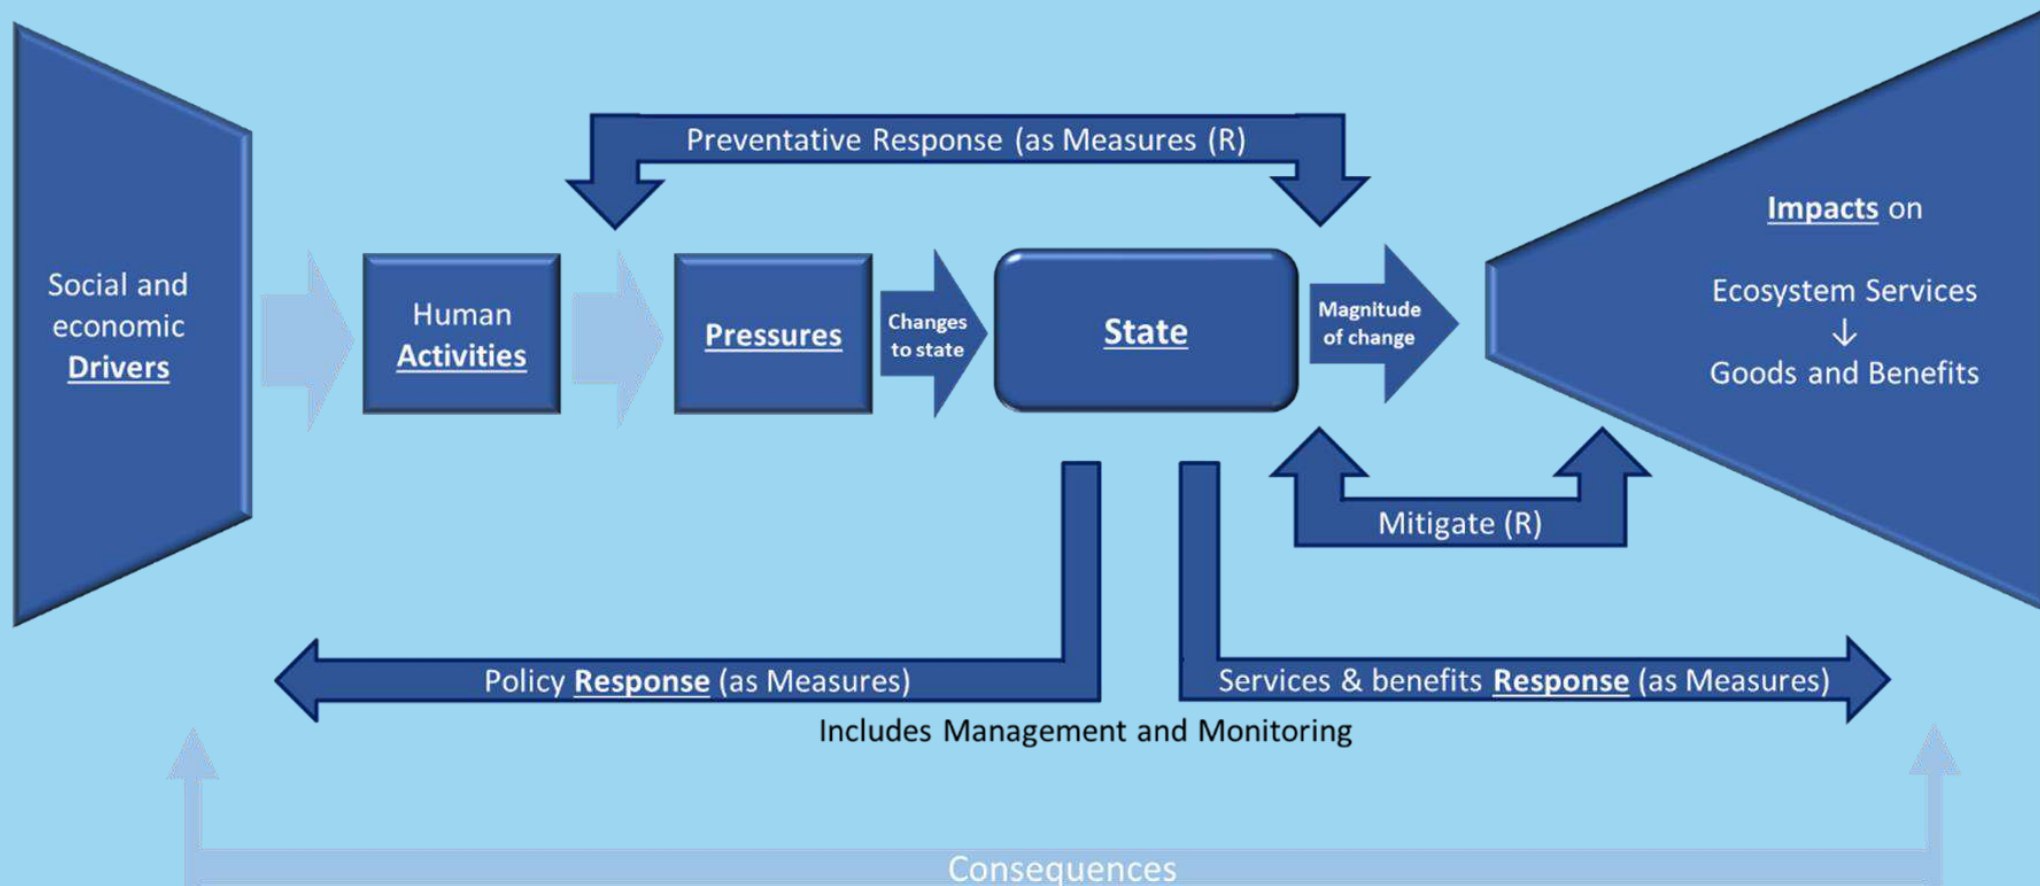 Preventative Response (as Measures (R)
Social and
economic
Drivers
Human
Activities
Pressures
Changes
to state
State
Magnitude
of change
Impacts on
Ecosystem Services
↓
Goods and Benefits
Mitigate (R)
Policy Response (as Measures)
Services & benefits Response (as Measures)
Includes Management and Monitoring
Consequences